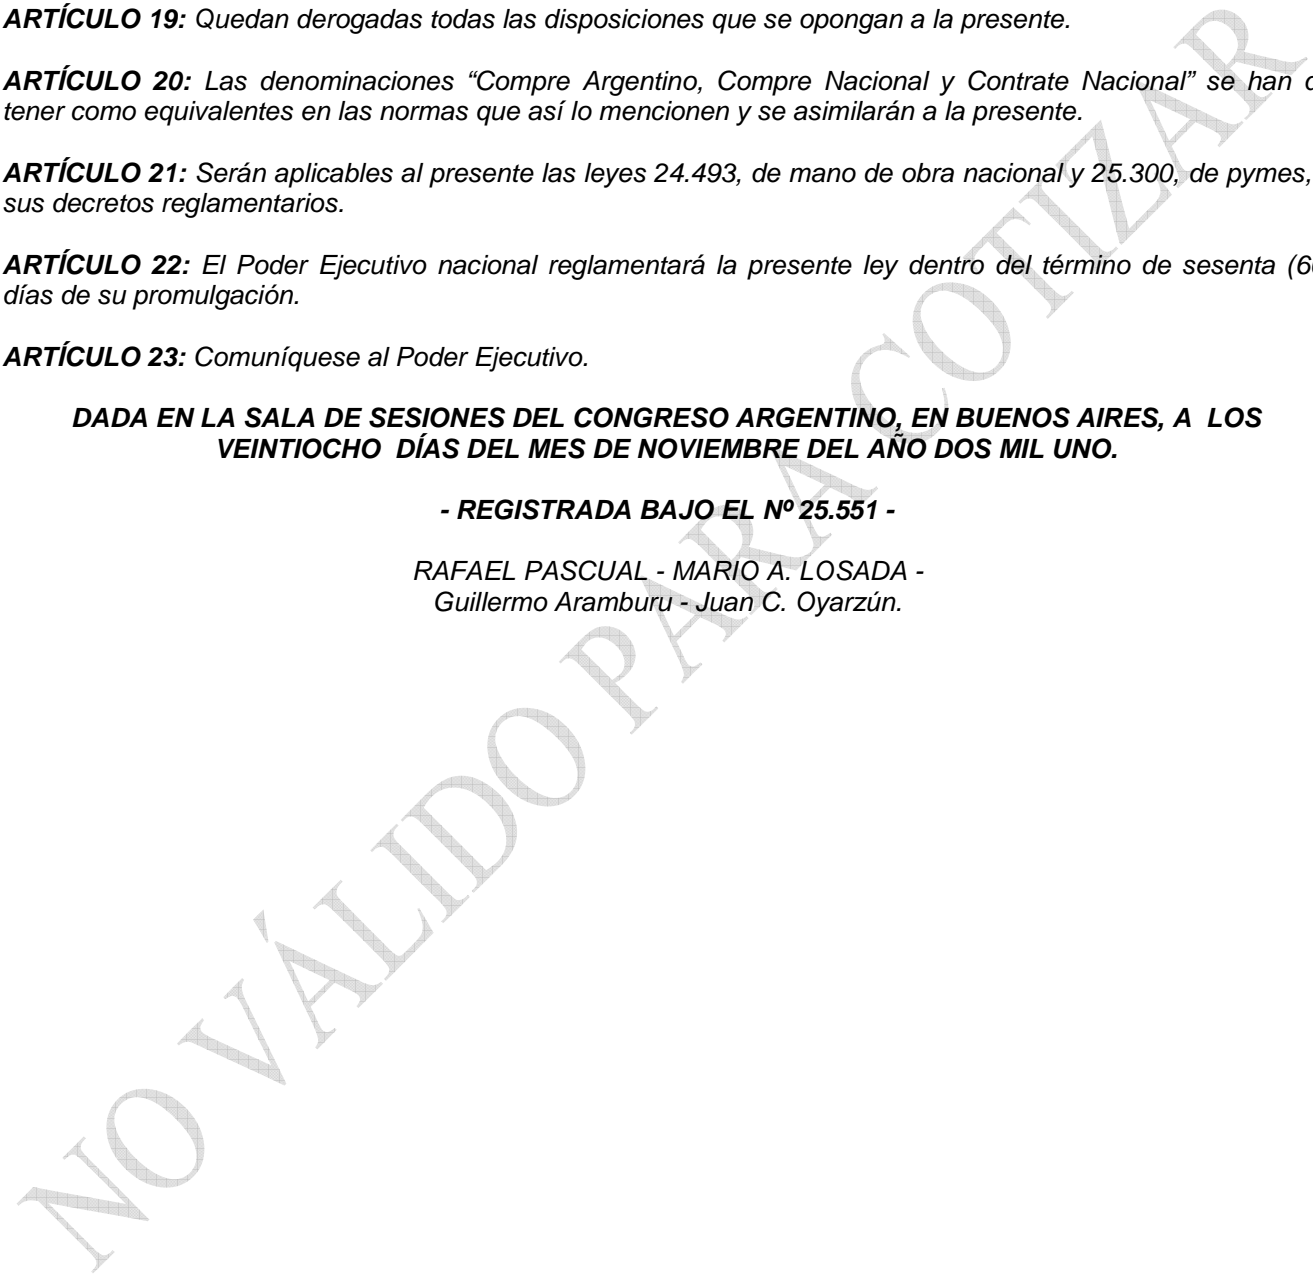 ARTÍCULO 19: Quedan derogadas todas las disposiciones que se opongan a la presente.
ARTÍCULO 20: Las denominaciones “Compre Argentino, Compre Nacional y Contrate Nacional” se han
tener como equivalentes en las normas que así lo mencionen y se asimilarán a la presente.
ARTÍCULO 21: Serán aplicables al presente las leyes 24.493, de mano de obra nacional y 25.300, de pymes,
sus decretos reglamentarios.
ARTÍCULO 22: El Poder Ejecutivo nacional reglamentará la presente ley dentro del término de sesenta
días de su promulgación.
ARTÍCULO 23: Comuníquese al Poder Ejecutivo.
DADA EN LA SALA DE SESIONES DEL CONGRESO ARGENTINO, EN BUENOS AIRES, A LOS
VEINTIOCHO DÍAS DEL MES DE NOVIEMBRE DEL AÑO DOS MIL UNO.
- REGISTRADA BAJO EL Nº 25.551 -
RAFAEL PASCUAL - MARIO A. LOSADA -
Guillermo Aramburu - Juan C. Oyarzún.
NO VÁLIDO PARA COTIZAR